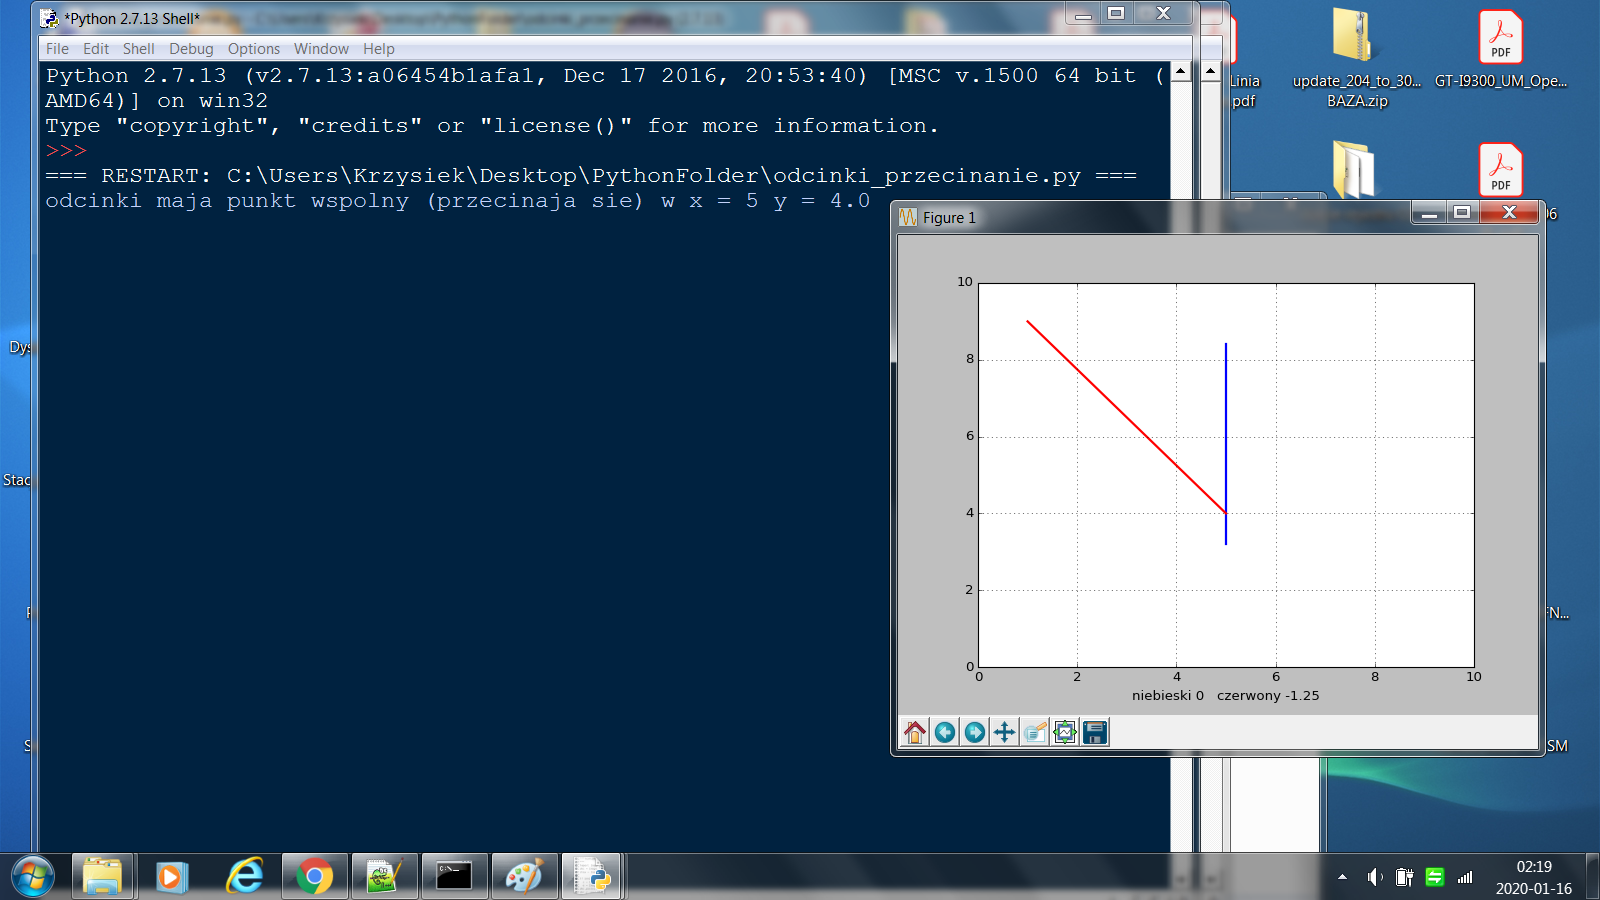 *Python 2.7.13 Shell*
File Edit Shell Debug Options Window Help
Python 2.7.13 (v2.7.13:a06454b1afa1, Dec 17 2016, 20:53:40) [MSC v.1500 64 bit (
AMD64)] on win32
Type "copyright", "credits" or "license()" for more information.
>>>
=== RESTART: C:\Users\Krzysiek\Desktop\PythonFolder\odcinki_przecinanie.py ===
odcinki maja punkt wspolny (przecinaja sie) w x = 5 y = 4.0
Figure 1
10
8
6
4
2
0
0 2 4 6 8 10
niebieski 0 czerwony -1.25
Linia
pdf
update_204_to_30...
BAZA.zip
PDF
GT-I9300_UM_Ope...
PDF
06
FN...
SM
Dys
Stac
02:19
2020-01-16